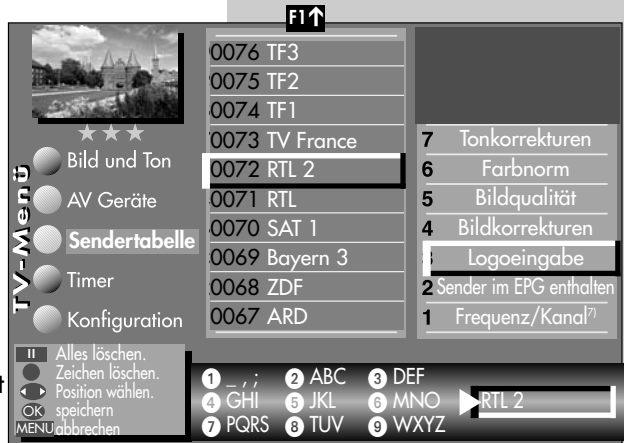 F1↑
0076 TF3
0075 TF2
0074 TF1
0073 TV France
0072 RTL 2
0071 RTL
0070 SAT 1
0069 Bayern 3
0068 ZDF
0067 ARD
TV-Menü
Bild und Ton
AV Geräte
Sendertabelle
Timer
Konfiguration
7 Tonkorrekturen
6 Farbnorm
5 Bildqualität
4 Bildkorrekturen
3 Logoeingabe
2 Sender im EPG enthalten
1 Frequenz/Kanal7)
II Alles löschen.
Zeichen löschen.
Position wählen.
OK speichern
MENU abbrechen
t
1 _ , ; 2 ABC 3 DEF
4 GHI 5 JKL 6 MNO
7 PQRS 8 TUV 9 WXYZ
RTL 2